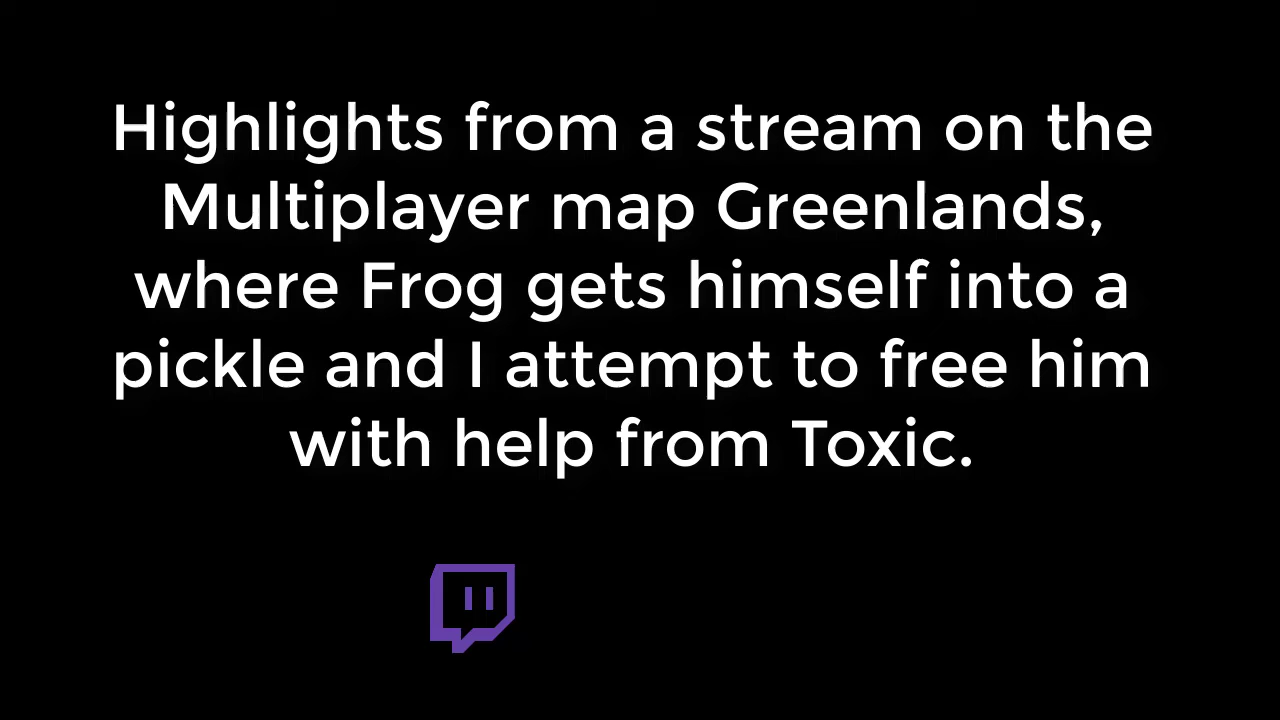 Highlights from a stream on the
Multiplayer map Greenlands,
where Frog gets himself into a
pickle and I attempt to free him
with help from Toxic.